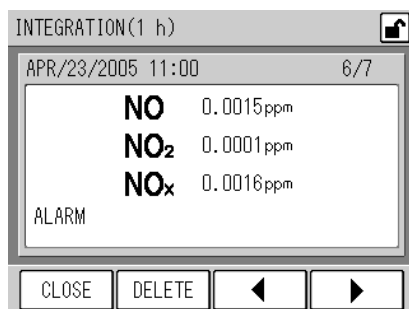 INTEGRATION(1 h)
APR/23/2005 11:00 6/7
NO 0.0015ppm
NO₂ 0.0001ppm
NOx 0.0016ppm
ALARM
CLOSE DELETE ◀ ▶